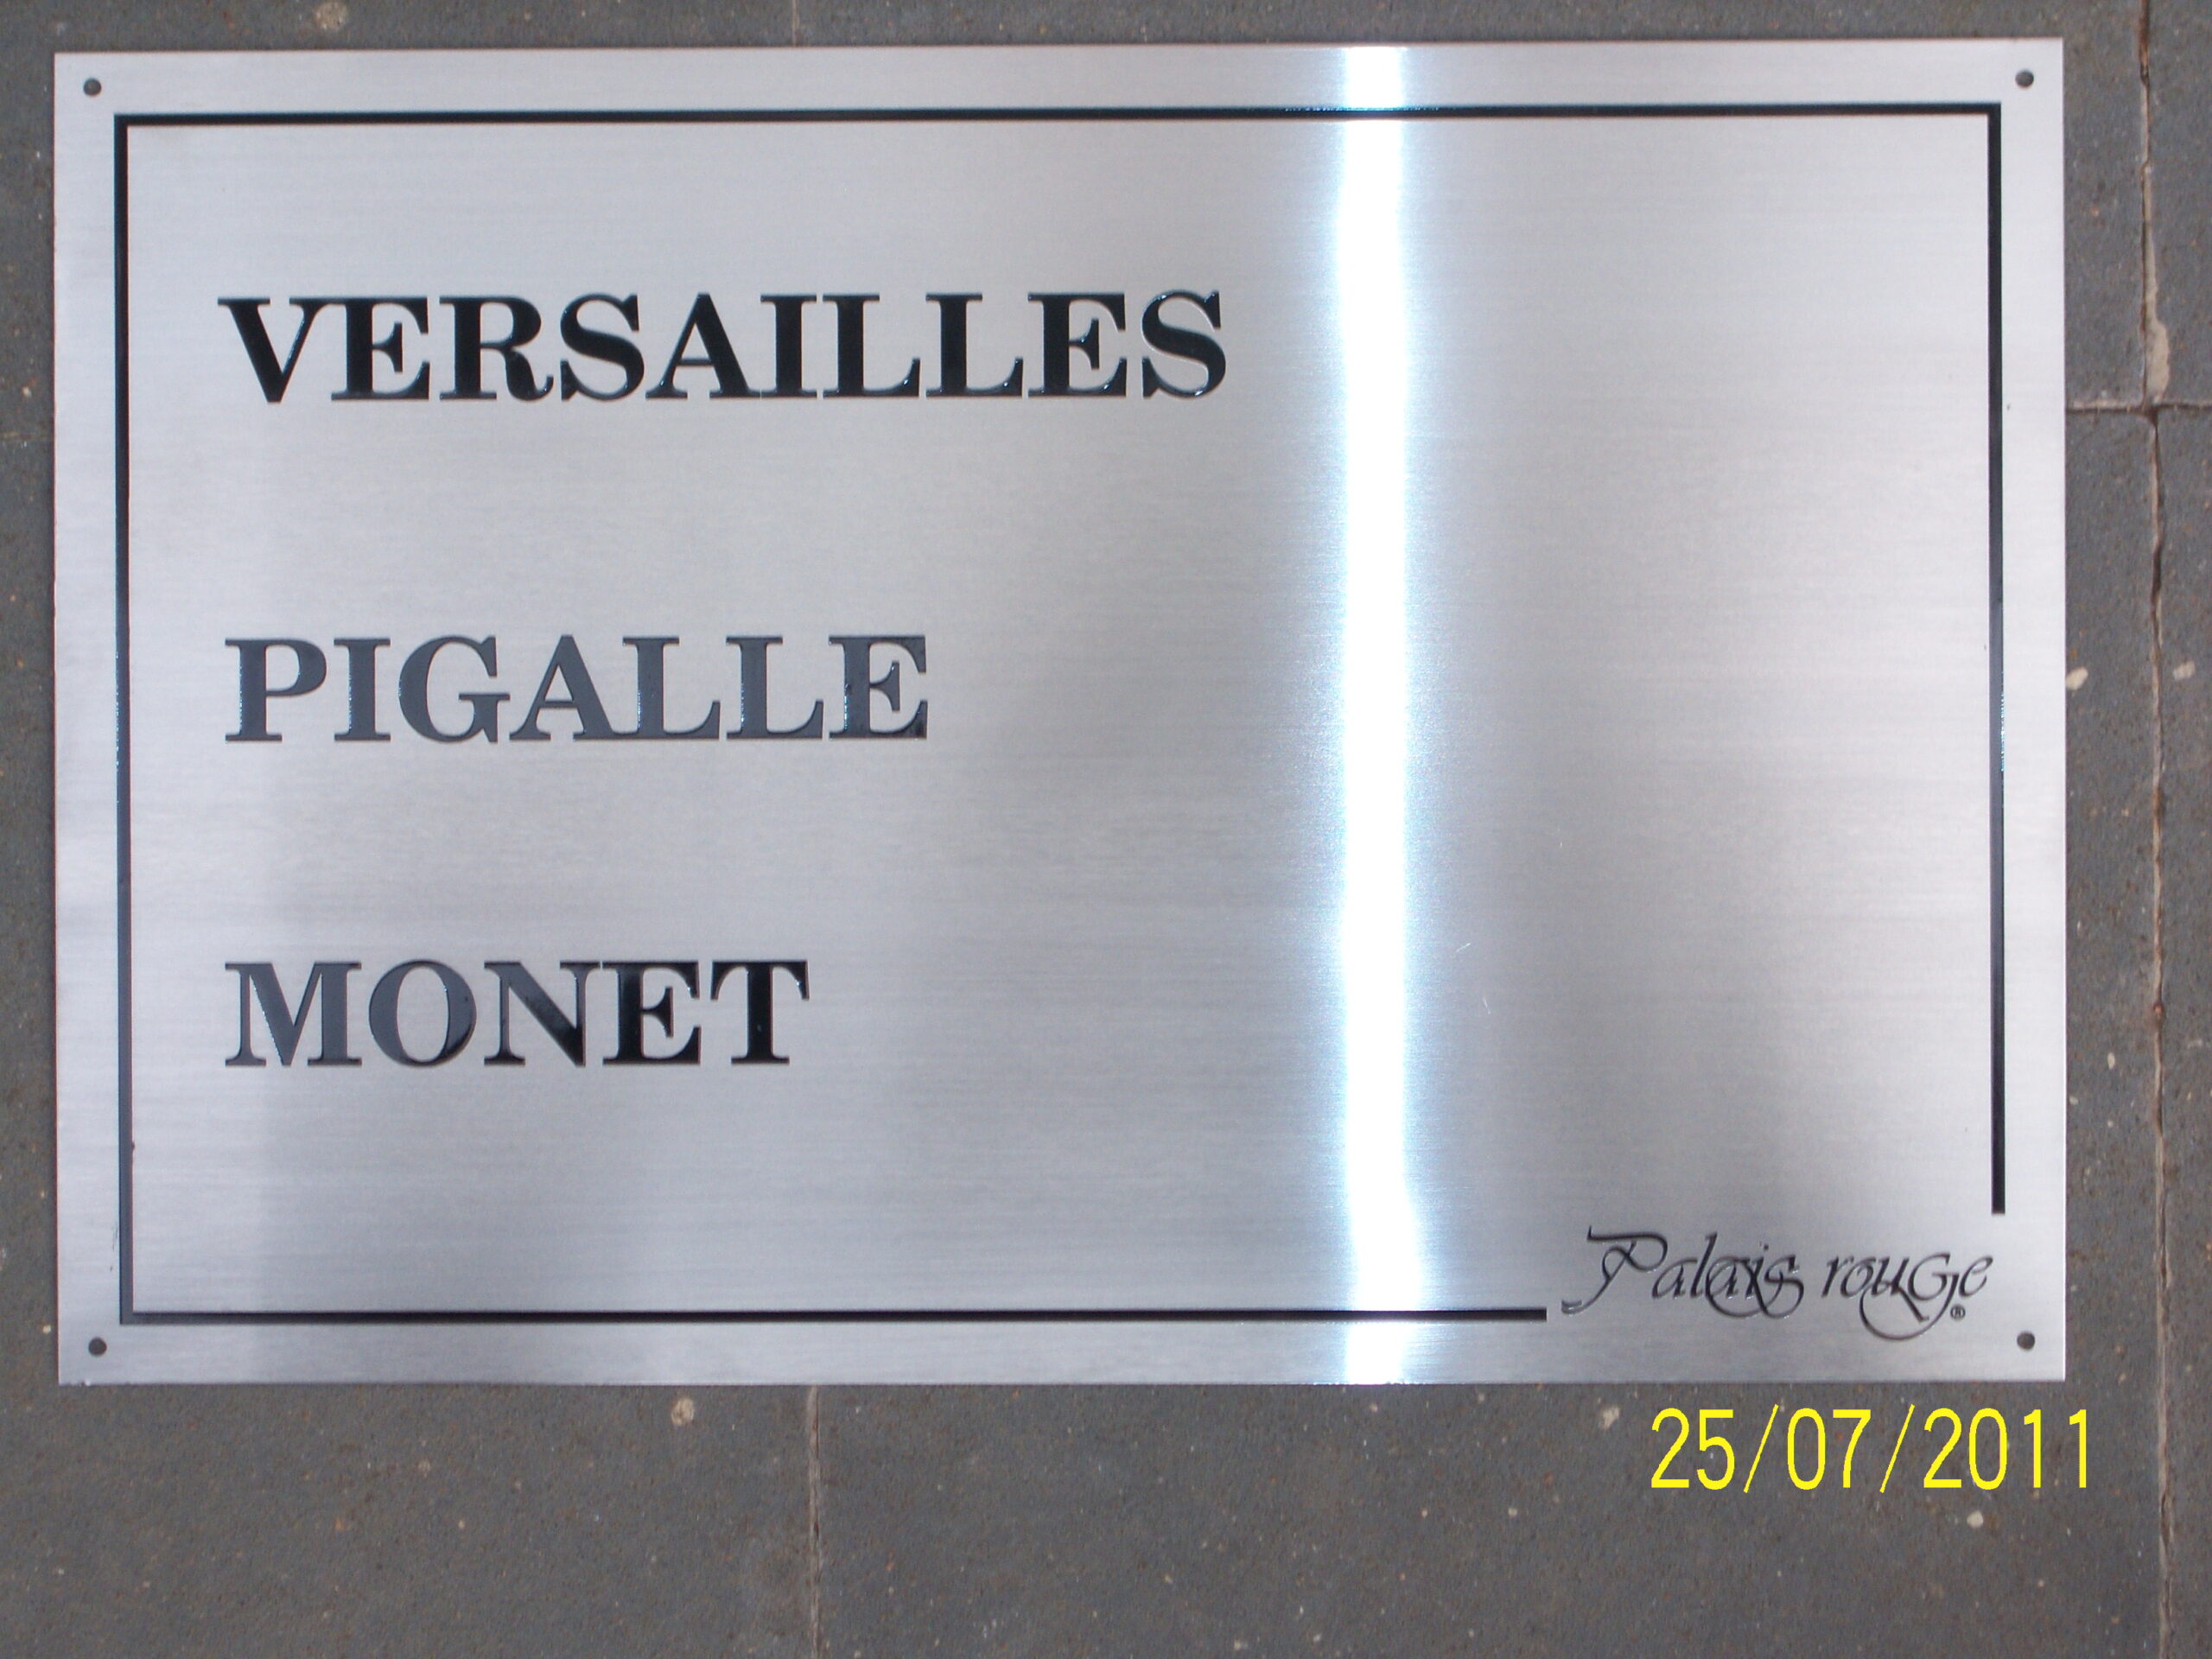 VERSAILLES
PIGALLE
MONET
Palais rouge®
25/07/2011